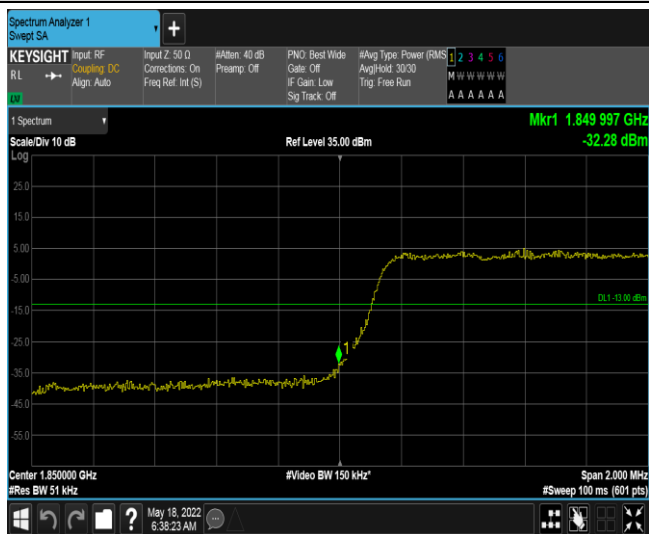 Spectrum Analyzer 1
Swept SA
+
KEYSIGHT
RL
LXI
Input: RF
Coupling: DC
Align: Auto
Input Z: 50 Ω
Corrections: On
Freq Ref: Int (S)
#Atten: 40 dB
Preamp: Off
PNO: Best Wide
Gate: Off
IF Gain: Low
Sig Track: Off
#Avg Type: Power (RMS
Avg|Hold: 30/30
Trig: Free Run
1 2 3 4 5 6
M W W W W W
A A A A A A
1 Spectrum
Mkr1 1.849 997 GHz
Scale/Div 10 dB
Ref Level 35.00 dBm
-32.28 dBm
Log
25.0
15.0
5.00
-5.00
DL1 -13.00 dBm
-15.0
-25.0
1
-35.0
-45.0
-55.0
Center 1.850000 GHz
#Video BW 150 kHz*
Span 2.000 MHz
#Res BW 51 kHz
#Sweep 100 ms (601 pts)
?
May 18, 2022
6:38:23 AM